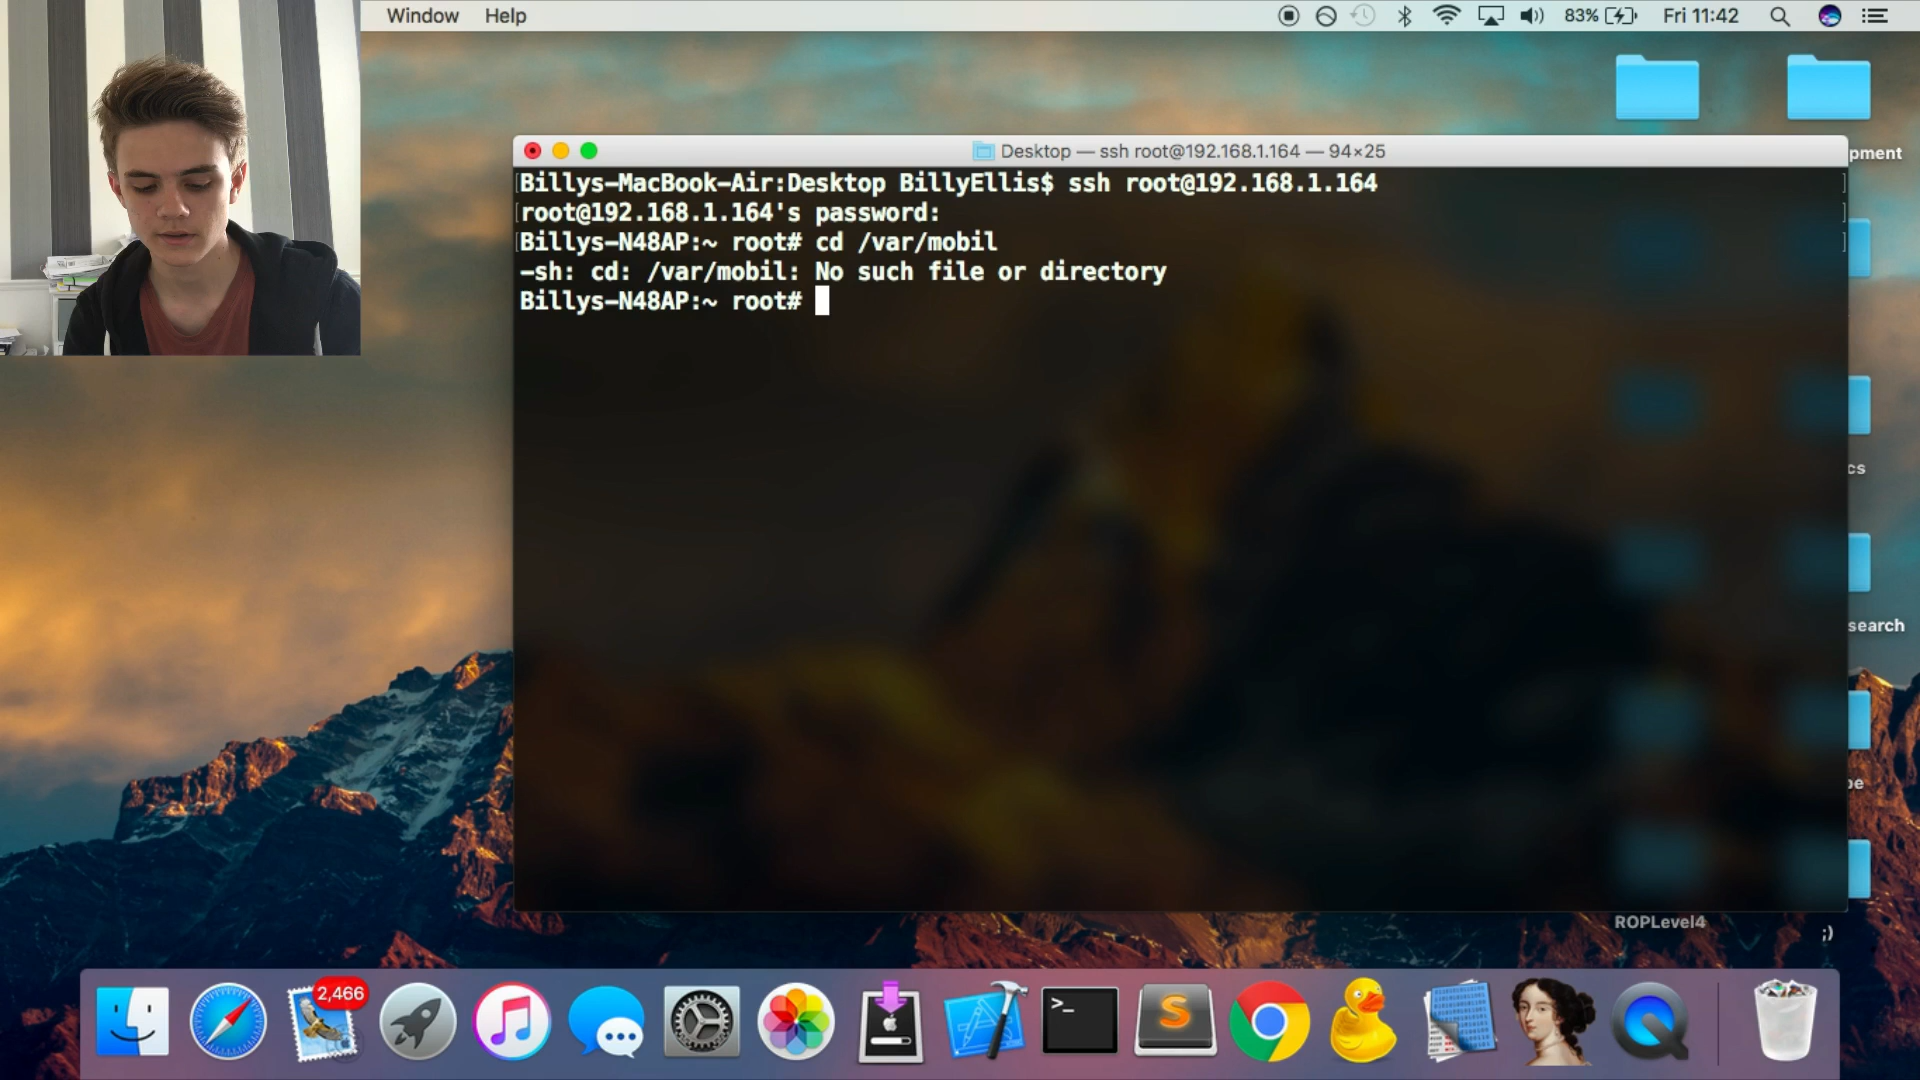 Window Help 83% Fri 11:42
Desktop — ssh root@192.168.1.164 — 94×25
pment
Billys-MacBook-Air:Desktop BillyEllis$ ssh root@192.168.1.164
root@192.168.1.164's password:
Billys-N48AP:~ root# cd /var/mobil
-sh: cd: /var/mobil: No such file or directory
Billys-N48AP:~ root#
cs
search
pe
ROPLevel4
;)
2,466
>_
S